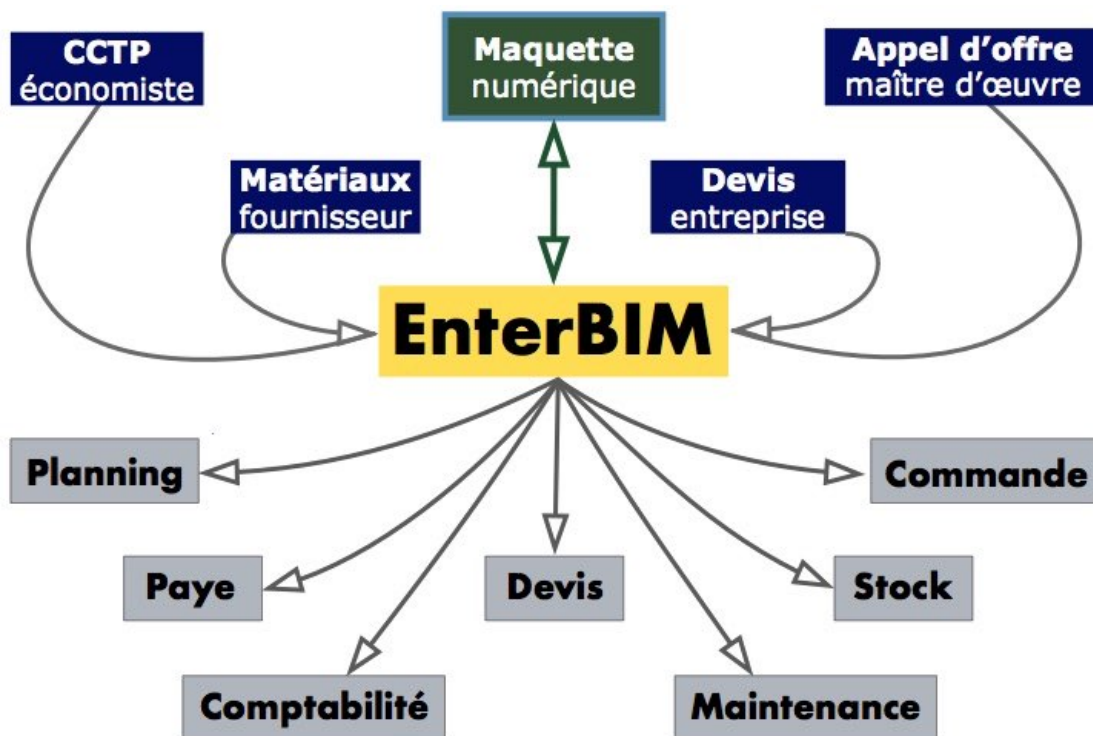 CCTP
économiste
Maquette
numérique
Appel d’offre
maître d’œuvre
Matériaux
fournisseur
Devis
entreprise
EnterBIM
Planning
Commande
Paye
Devis
Stock
Comptabilité
Maintenance